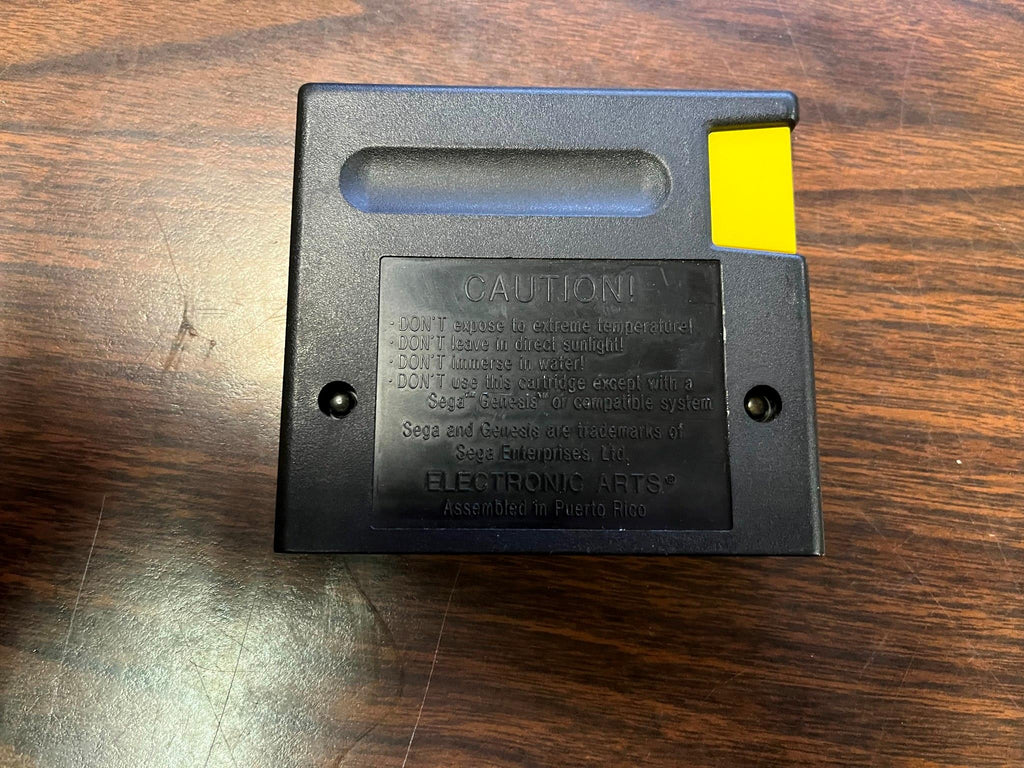 CAUTION!
· DON'T expose to extreme temperature!
· DON'T leave in direct sunlight!
· DON'T immerse in water!
· DON'T use this cartridge except with a
Sega™ Genesis™ or compatible system
Sega and Genesis are trademarks of
Sega Enterprises, Ltd.
ELECTRONIC ARTS®
Assembled in Puerto Rico